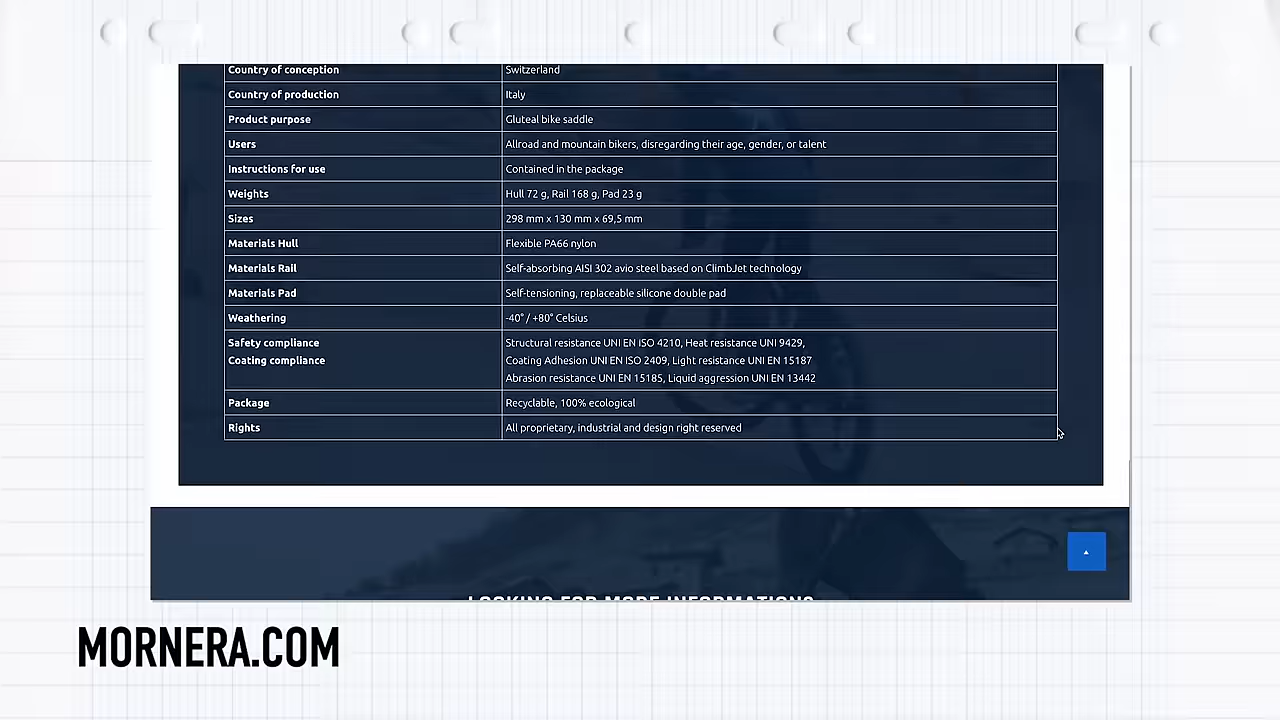 Country of conception Switzerland
Country of production Italy
Product purpose Gluteal bike saddle
Users Allroad and mountain bikers, disregarding their age, gender, or talent
Instructions for use Contained in the package
Weights Hull 72 g, Rail 168 g, Pad 23 g
Sizes 298 mm x 130 mm x 69,5 mm
Materials Hull Flexible PA66 nylon
Materials Rail Self-absorbing AISI 302 avio steel based on ClimbJet technology
Materials Pad Self-tensioning, replaceable silicone double pad
Weathering -40° / +80° Celsius
Safety compliance Structural resistance UNI EN ISO 4210, Heat resistance UNI 9429,
Coating compliance Coating Adhesion UNI EN ISO 2409, Light resistance UNI EN 15187
Abrasion resistance UNI EN 15185, Liquid aggression UNI EN 13442
Package Recyclable, 100% ecological
Rights All proprietary, industrial and design right reserved
LOOKING FOR MORE INFORMATIONS
MORNERA.COM